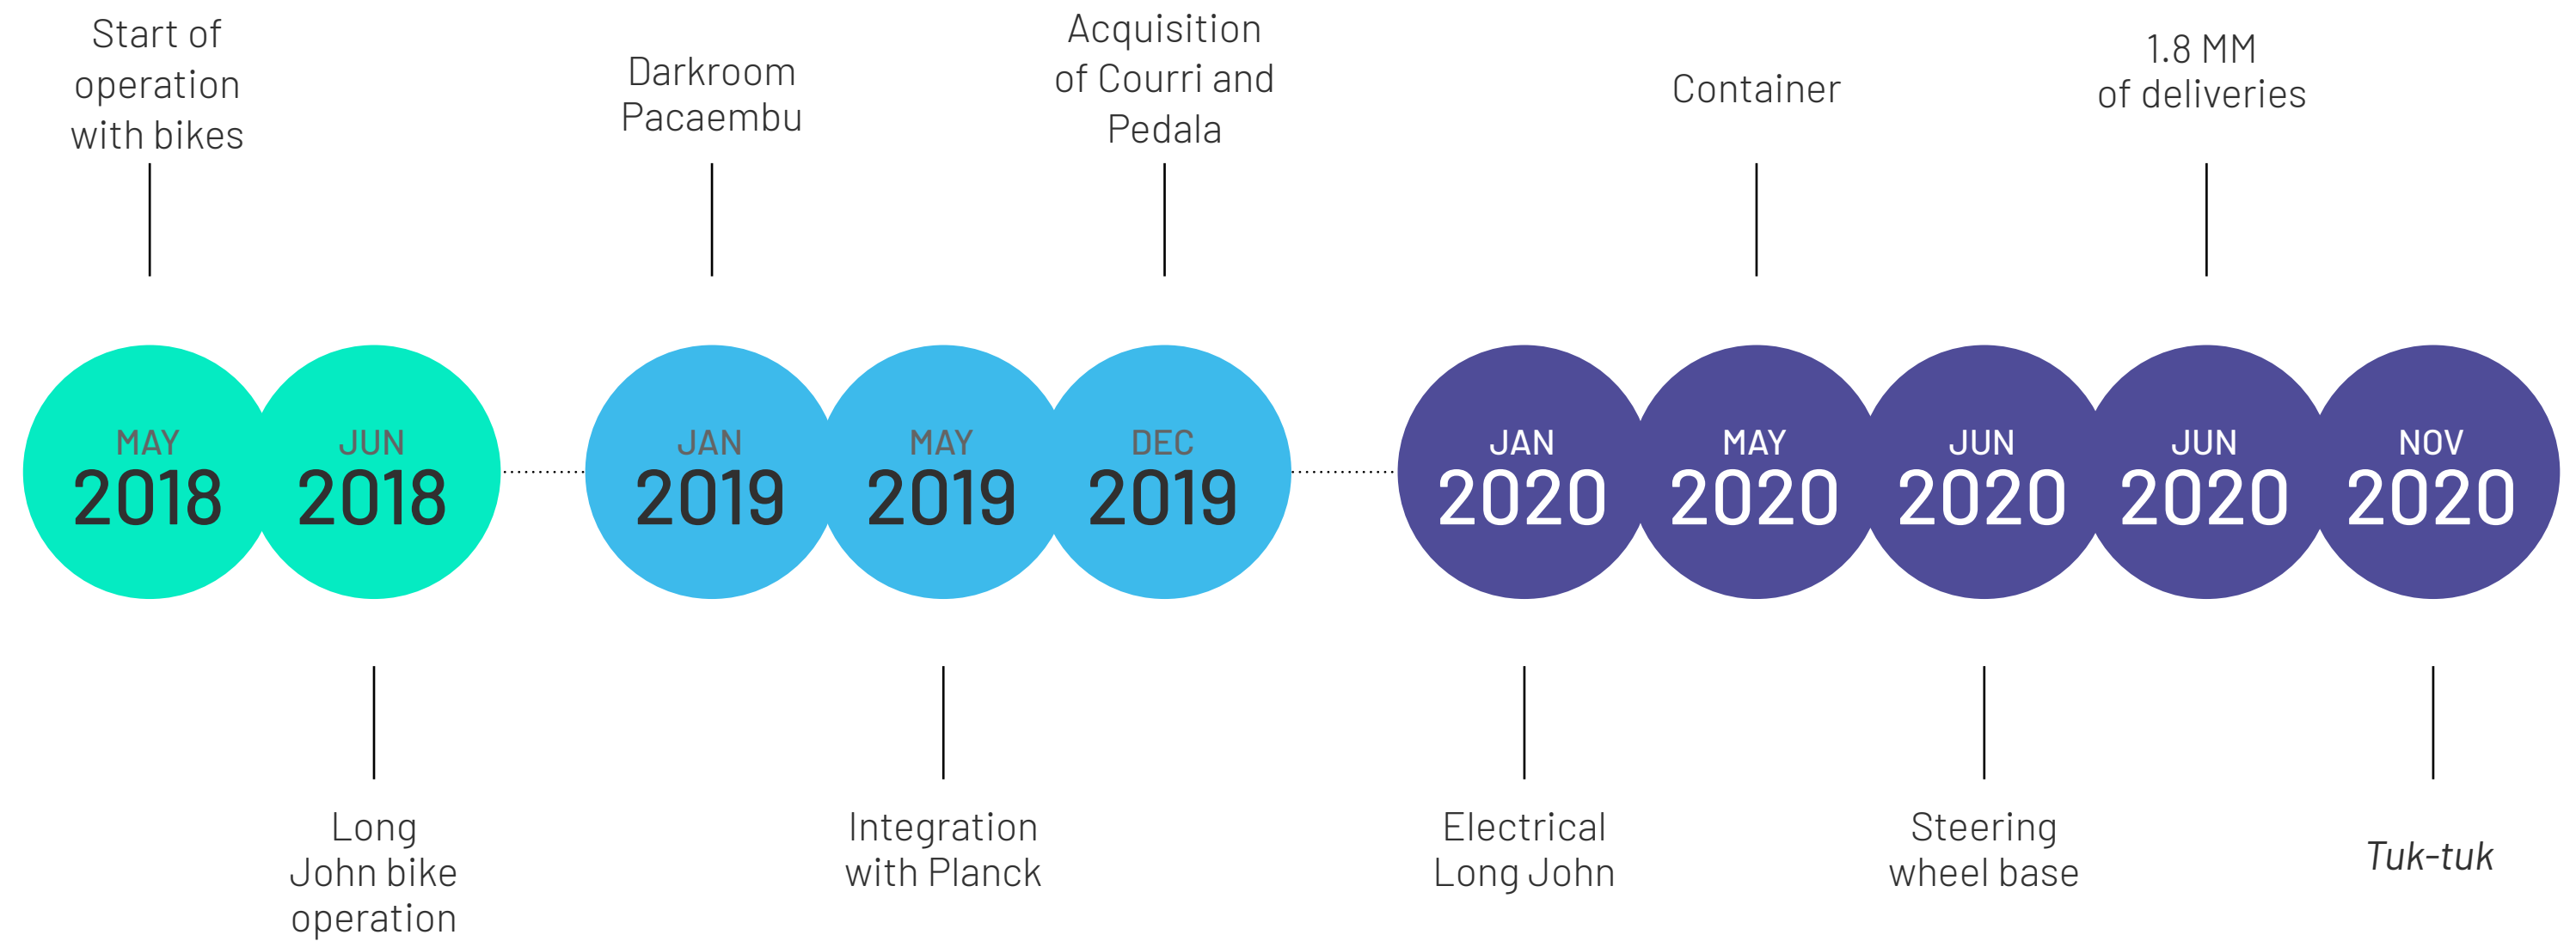 Start of
operation
with bikes
Darkroom
Pacaembu
Acquisition
of Courri and
Pedala
Container
1.8 MM
of deliveries
MAY
2018
JUN
2018
JAN
2019
MAY
2019
DEC
2019
JAN
2020
MAY
2020
JUN
2020
JUN
2020
NOV
2020
Long
John bike
operation
Integration
with Planck
Electrical
Long John
Steering
wheel base
Tuk-tuk